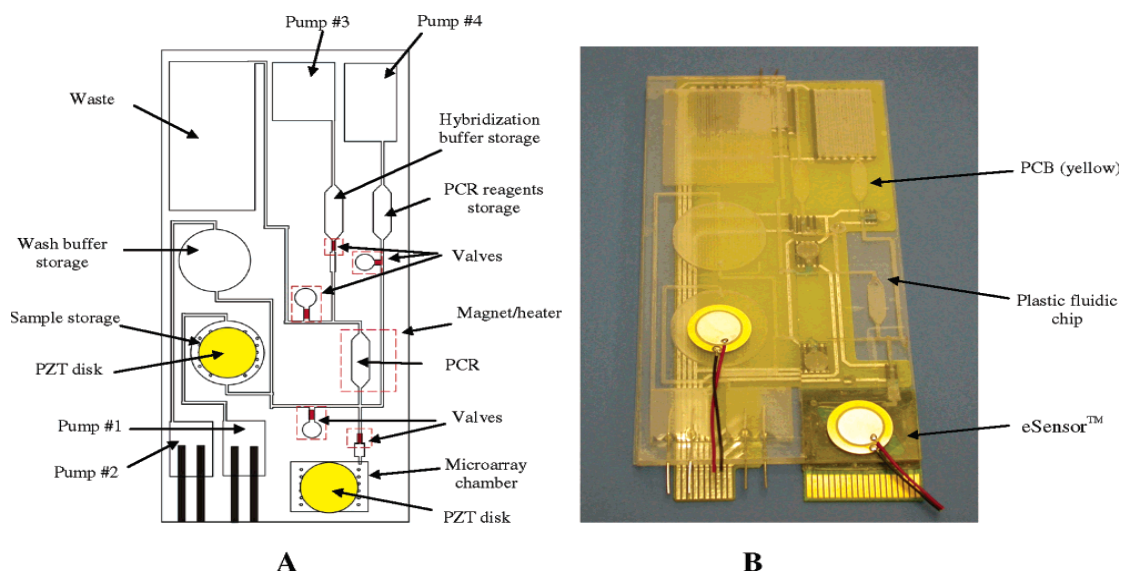 Pump #3
Pump #4
Waste
Hybridization
buffer storage
PCR reagents
storage
Wash buffer
storage
Valves
Sample storage
Magnet/heater
PZT disk
PCR
Pump #1
Valves
Pump #2
Microarray
chamber
PZT disk
A
PCB (yellow)
Plastic fluidic
chip
eSensor™
B